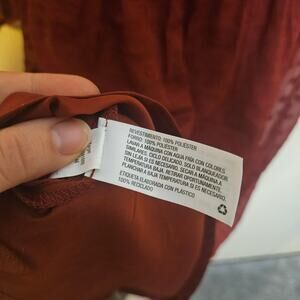 REVESTIMIENTO: 100% POLIESTER
FORRO: 100% POLIESTER
LAVAR A MÁQUINA CON AGUA FRÍA CON COLORES
SIMILARES. CICLO DELICADO. SOLO BLANQUEADOR
SIN CLORO SI ES NECESARIO. SECAR A MÁQUINA A
TEMPERATURA BAJA. RETIRAR OPORTUNAMENTE.
PLANCHAR A BAJA TEMPERATURA SI ES NECESARIO.
ETIQUETA ELABORADA CON PLÁSTICO
100% RECICLADO